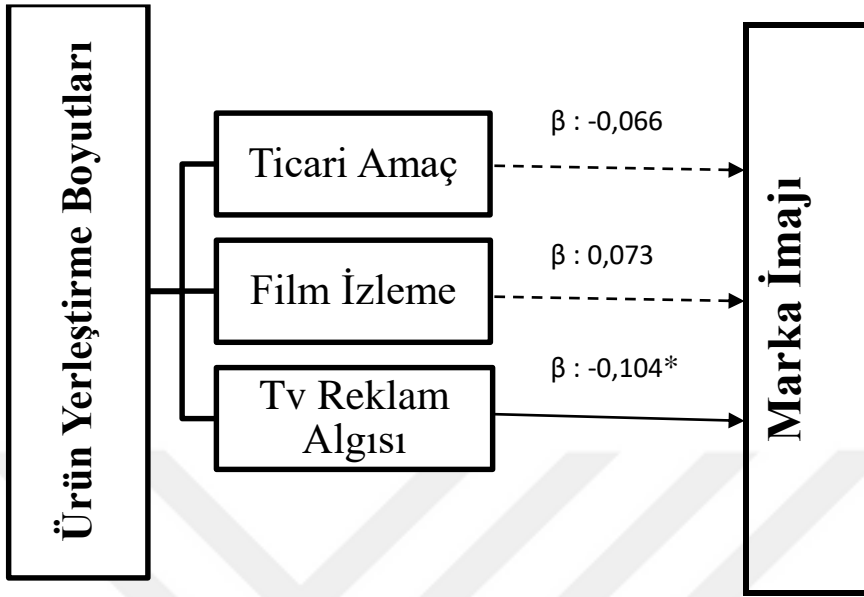 Ürün Yerleştirme Boyutları
Ticari Amaç
β : -0,066
Film İzleme
β : 0,073
Tv Reklam
Algısı
β : -0,104*
Marka İmajı